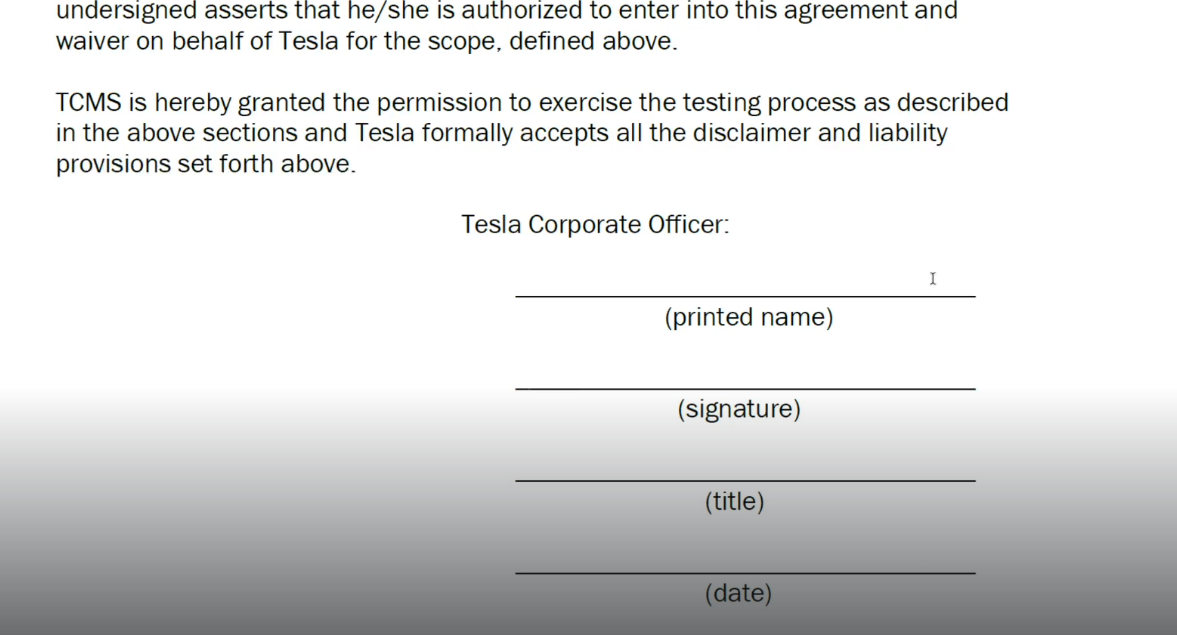 undersigned asserts that he/she is authorized to enter into this agreement and
waiver on behalf of Tesla for the scope, defined above.
TCMS is hereby granted the permission to exercise the testing process as described
in the above sections and Tesla formally accepts all the disclaimer and liability
provisions set forth above.
Tesla Corporate Officer:
(printed name)
(signature)
(title)
(date)